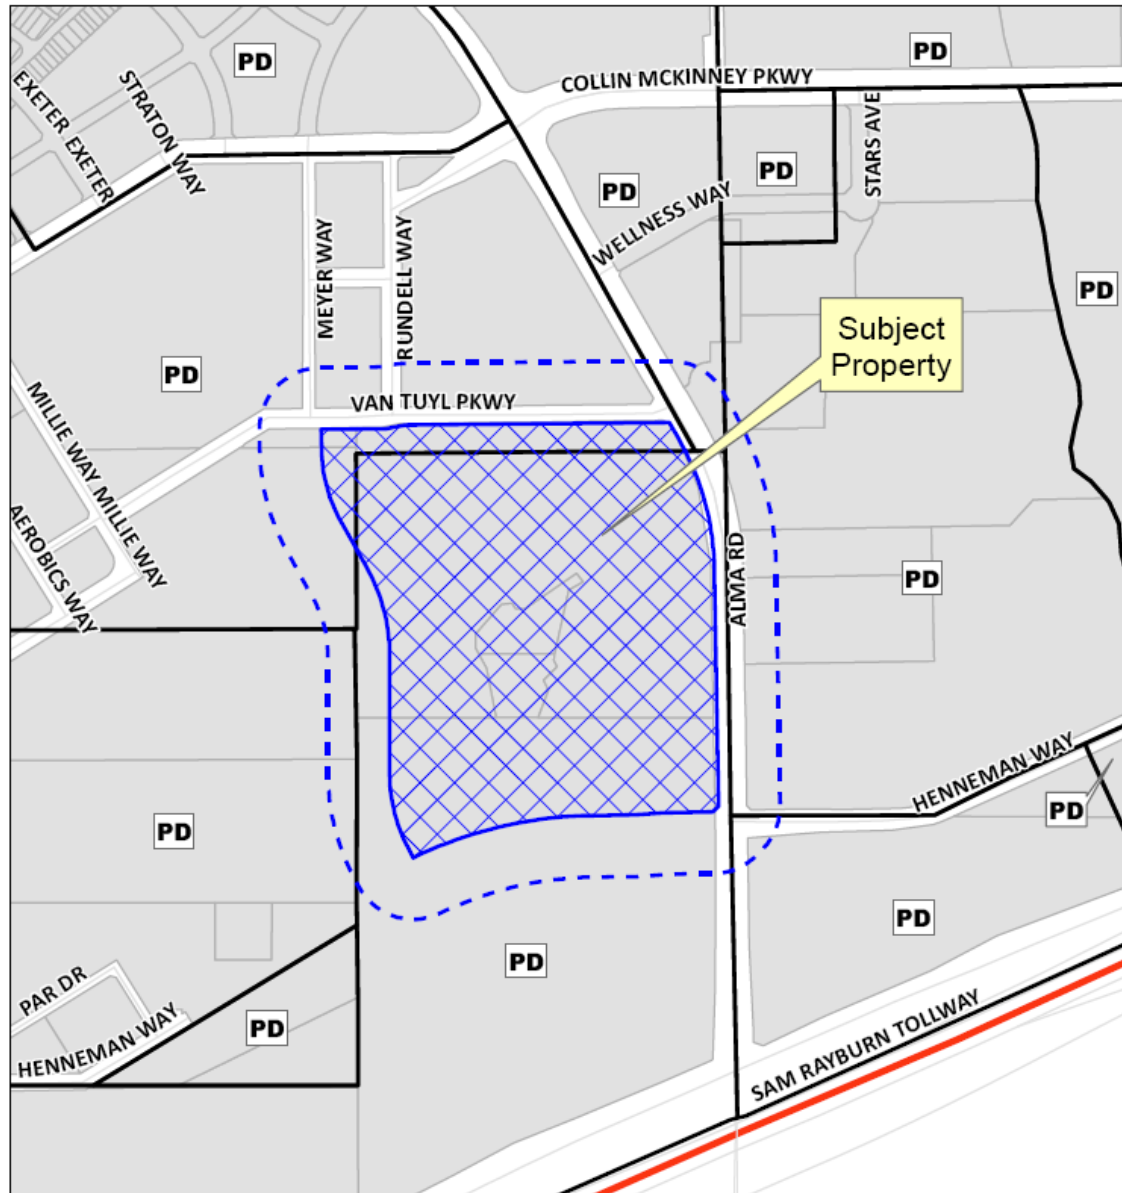 PD
PD
COLLIN MCKINNEY PKWY
EXETER EXETER
STRATON WAY
STARS AVE
PD
PD
WELLNESS WAY
MEYER WAY
RUNDELL WAY
PD
Subject
Property
PD
VAN TUYL PKWY
MILLIE WAY MILLIE WAY
AEROBICS WAY
ALMA RD
PD
HENNEMAN WAY
PD
PD
PD
PD
PAR DR
HENNEMAN WAY
PD
SAM RAYBURN TOLLWAY